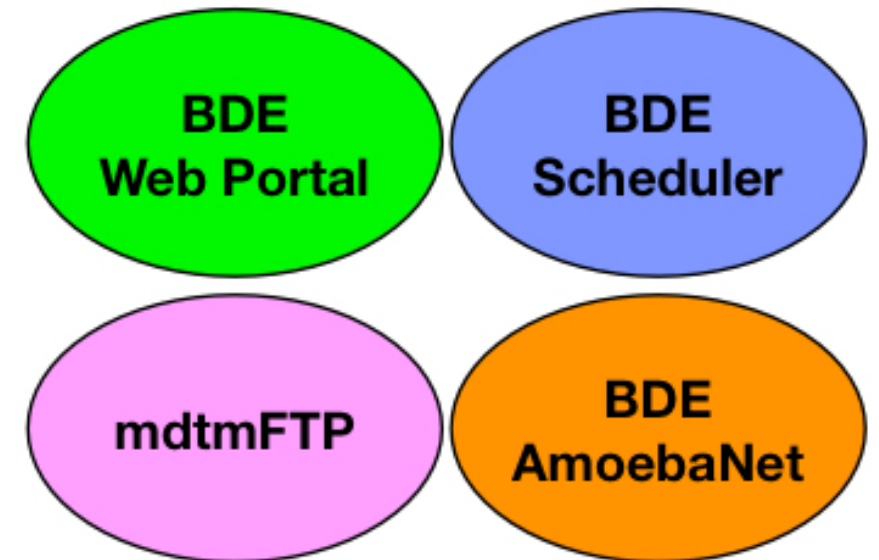 BDE
Web Portal
BDE
Scheduler
mdtmFTP
BDE
AmoebaNet